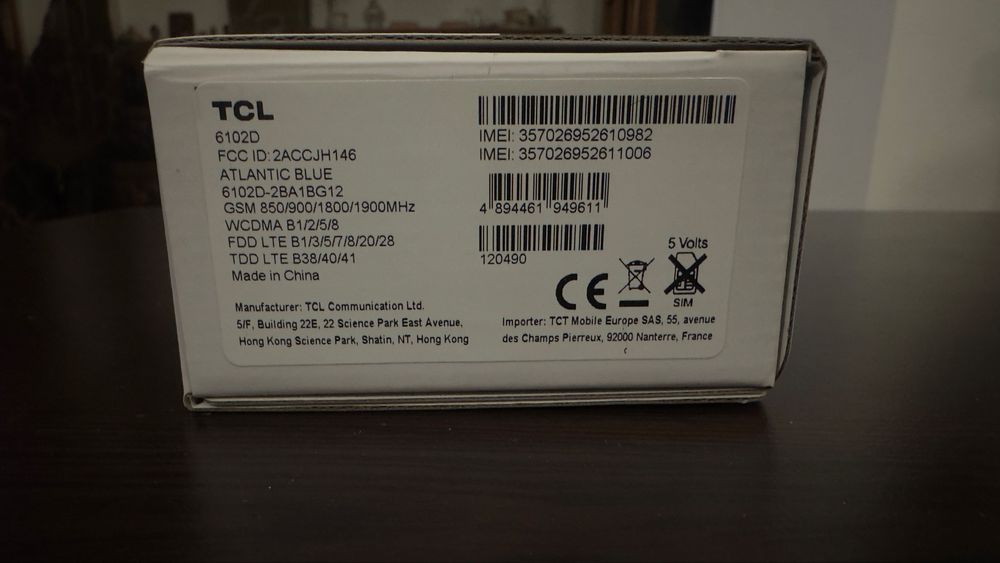 TCL
6102D
FCC ID: 2ACCJH146
ATLANTIC BLUE
6102D-2BA1BG12
GSM 850/900/1800/1900MHz
WCDMA B1/2/5/8
FDD LTE B1/3/5/7/8/20/28
TDD LTE B38/40/41
Made in China
Manufacturer: TCL Communication Ltd.
5/F, Building 22E, 22 Science Park East Avenue,
Hong Kong Science Park, Shatin, NT, Hong Kong
IMEI: 357026952610982
IMEI: 357026952611006
4 894461 949611
120490
CE
5 Volts
SIM
Importer: TCT Mobile Europe SAS, 55, avenue
des Champs Pierreux, 92000 Nanterre, France